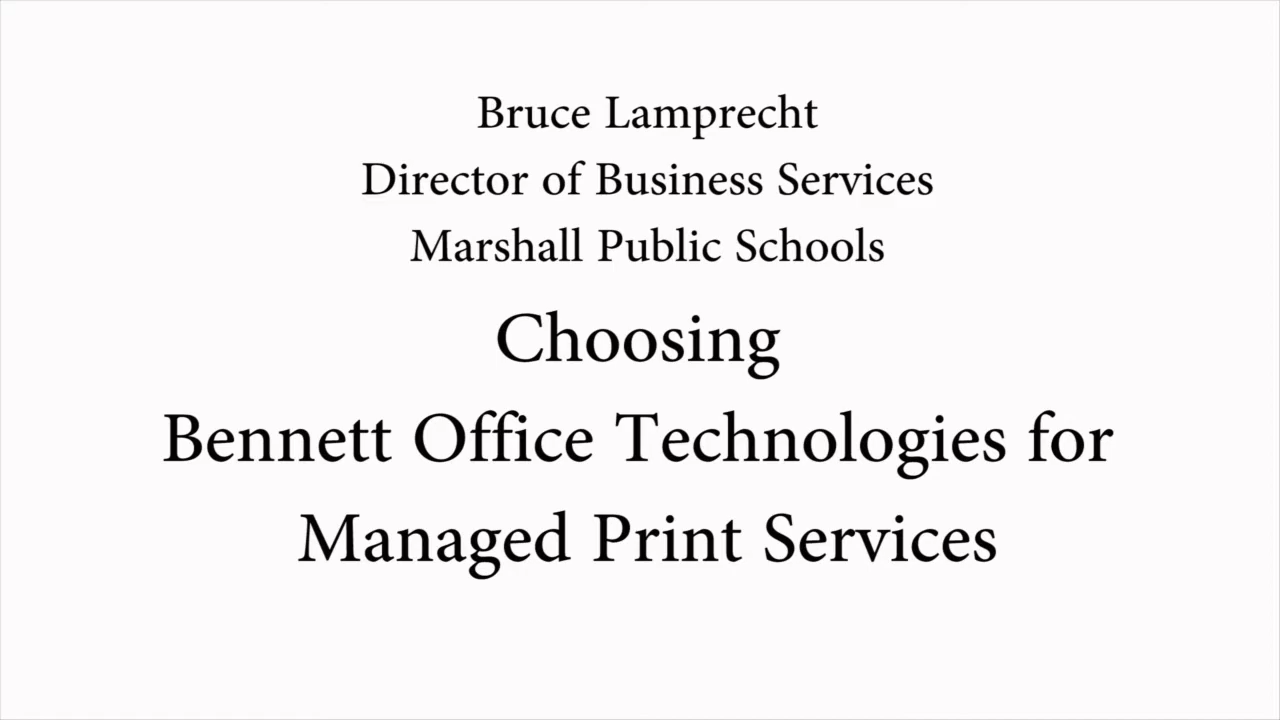 Bruce Lamprecht
Director of Business Services
Marshall Public Schools
Choosing
Bennett Office Technologies for
Managed Print Services